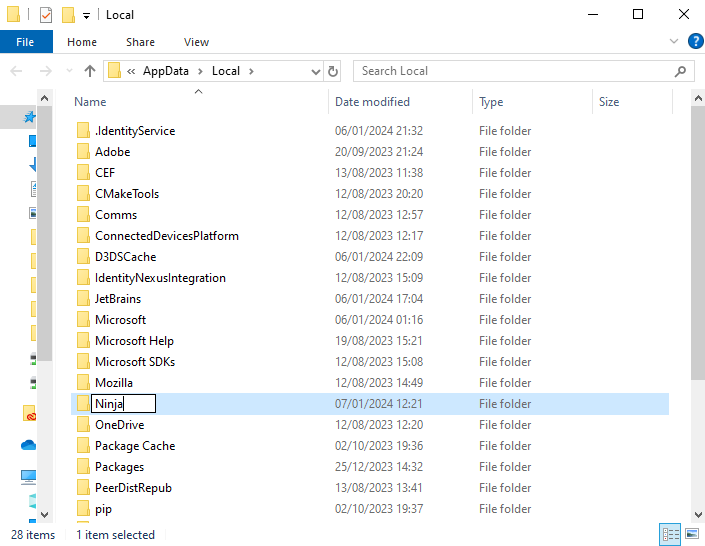 Local
File Home Share View
« AppData > Local > Search Local
Name Date modified Type Size
.IdentityService 06/01/2024 21:32 File folder
Adobe 20/09/2023 21:24 File folder
CEF 13/08/2023 11:38 File folder
CMakeTools 12/08/2023 20:20 File folder
Comms 12/08/2023 12:57 File folder
ConnectedDevicesPlatform 12/08/2023 12:17 File folder
D3DSCache 06/01/2024 22:09 File folder
IdentityNexusIntegration 12/08/2023 15:09 File folder
JetBrains 06/01/2024 17:04 File folder
Microsoft 06/01/2024 01:16 File folder
Microsoft Help 19/08/2023 15:21 File folder
Microsoft SDKs 12/08/2023 15:08 File folder
Mozilla 12/08/2023 14:49 File folder
Ninja 07/01/2024 12:21 File folder
OneDrive 12/08/2023 12:20 File folder
Package Cache 02/10/2023 19:36 File folder
Packages 25/12/2023 14:32 File folder
PeerDistRepub 13/08/2023 13:41 File folder
pip 02/10/2023 19:37 File folder
28 items 1 item selected